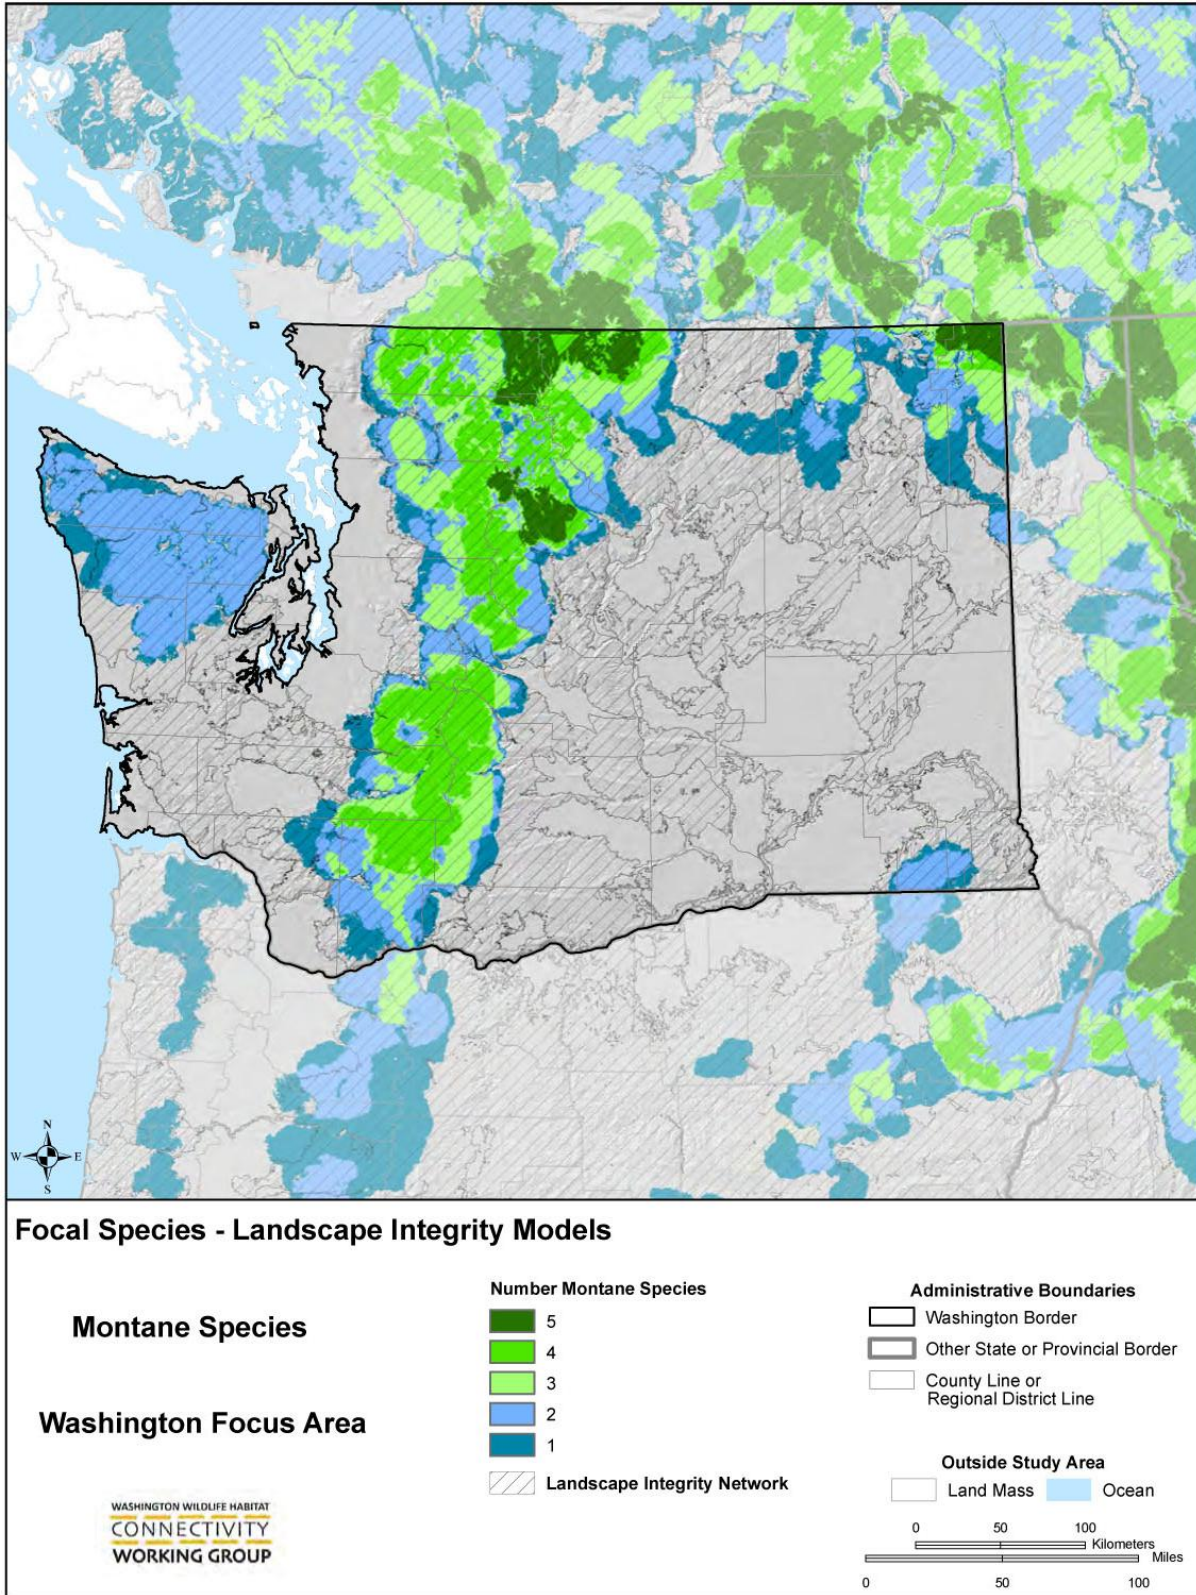 N
W E
S
Focal Species - Landscape Integrity Models
Montane Species
Washington Focus Area
WASHINGTON WILDLIFE HABITAT
CONNECTIVITY
WORKING GROUP
Number Montane Species
5
4
3
2
1
Landscape Integrity Network
Administrative Boundaries
Washington Border
Other State or Provincial Border
County Line or
Regional District Line
Outside Study Area
Land Mass Ocean
0 50 100
Kilometers
Miles
0 50 100